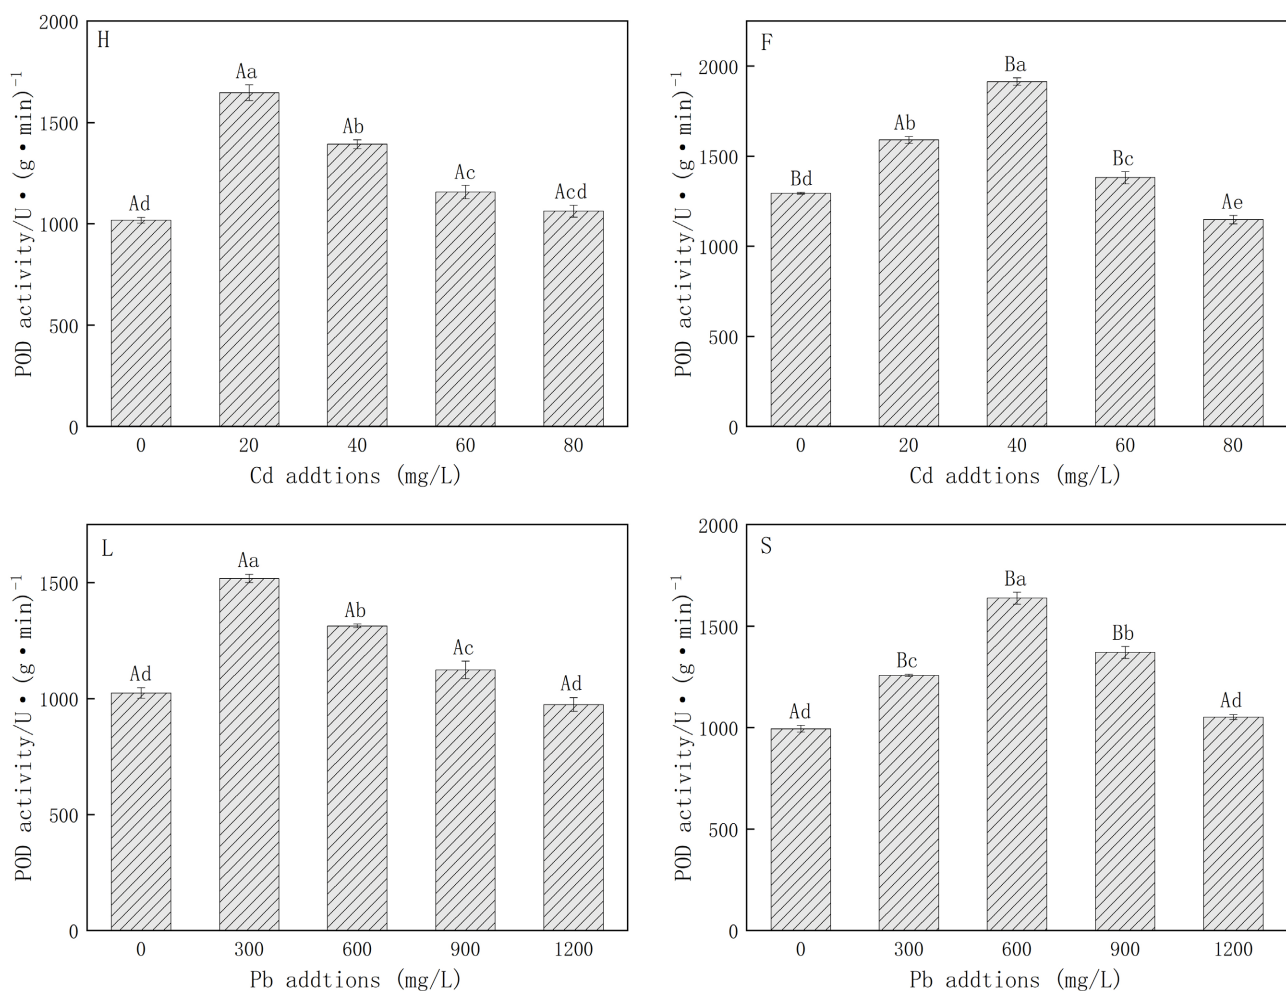 H
2000
1500
1000
500
0
POD activity/U•(g•min)⁻¹
Ad
Aa
Ab
Ac
Acd
0 20 40 60 80
Cd addtions (mg/L)
F
2000
1500
1000
500
0
POD activity/U•(g•min)⁻¹
Bd
Ab
Ba
Bc
Ae
0 20 40 60 80
Cd addtions (mg/L)
L
1500
1000
500
0
POD activity/U•(g•min)⁻¹
Ad
Aa
Ab
Ac
Ad
0 300 600 900 1200
Pb addtions (mg/L)
S
2000
1500
1000
500
0
POD activity/U•(g•min)⁻¹
Ad
Bc
Ba
Bb
Ad
0 300 600 900 1200
Pb addtions (mg/L)